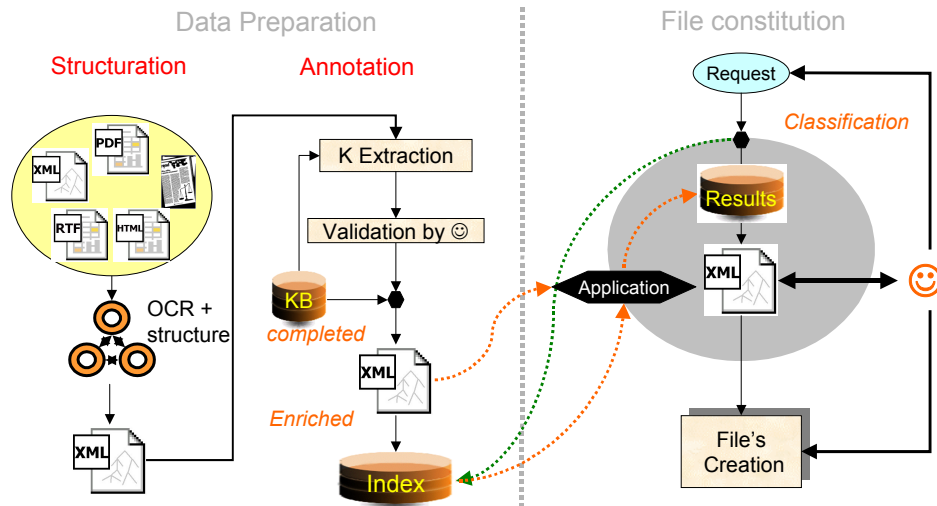 Data Preparation
File constitution
Structuration
Annotation
Request
Classification
PDF
XML
RTF
HTML
K Extraction
Validation by ☺
Results
KB
completed
Application
XML
OCR +
structure
XML
Enriched
XML
Index
File's
Creation